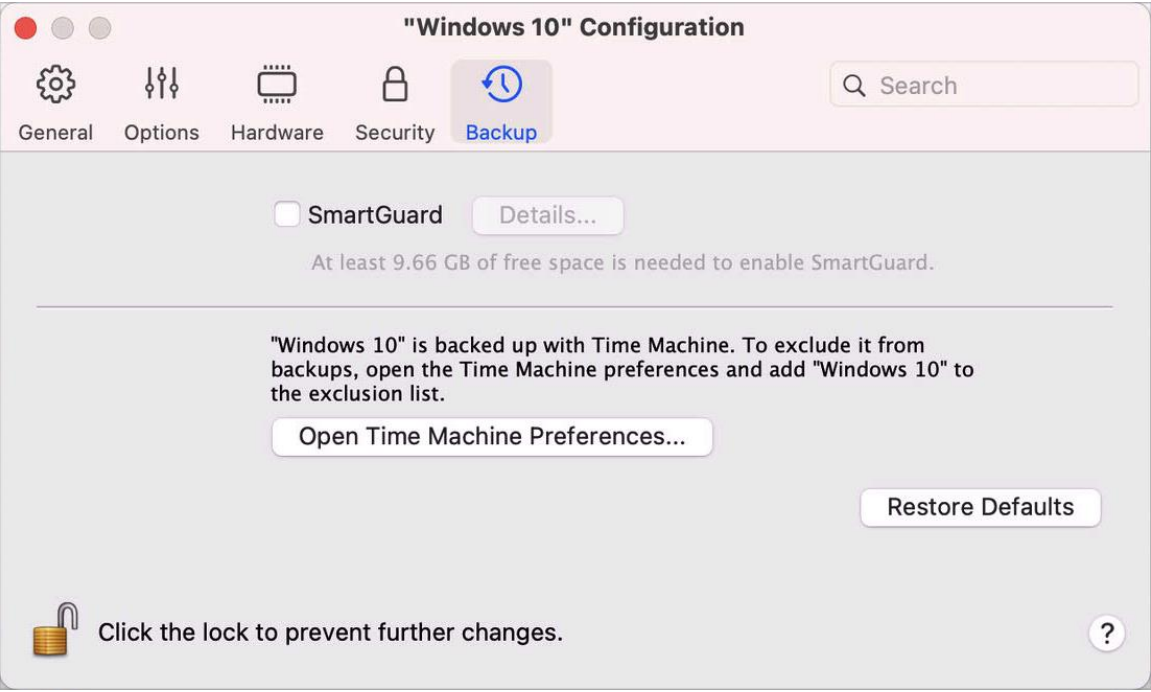 "Windows 10" Configuration
General Options Hardware Security Backup Search
SmartGuard Details...
At least 9.66 GB of free space is needed to enable SmartGuard.
"Windows 10" is backed up with Time Machine. To exclude it from
backups, open the Time Machine preferences and add "Windows 10" to
the exclusion list.
Open Time Machine Preferences...
Restore Defaults
Click the lock to prevent further changes. ?